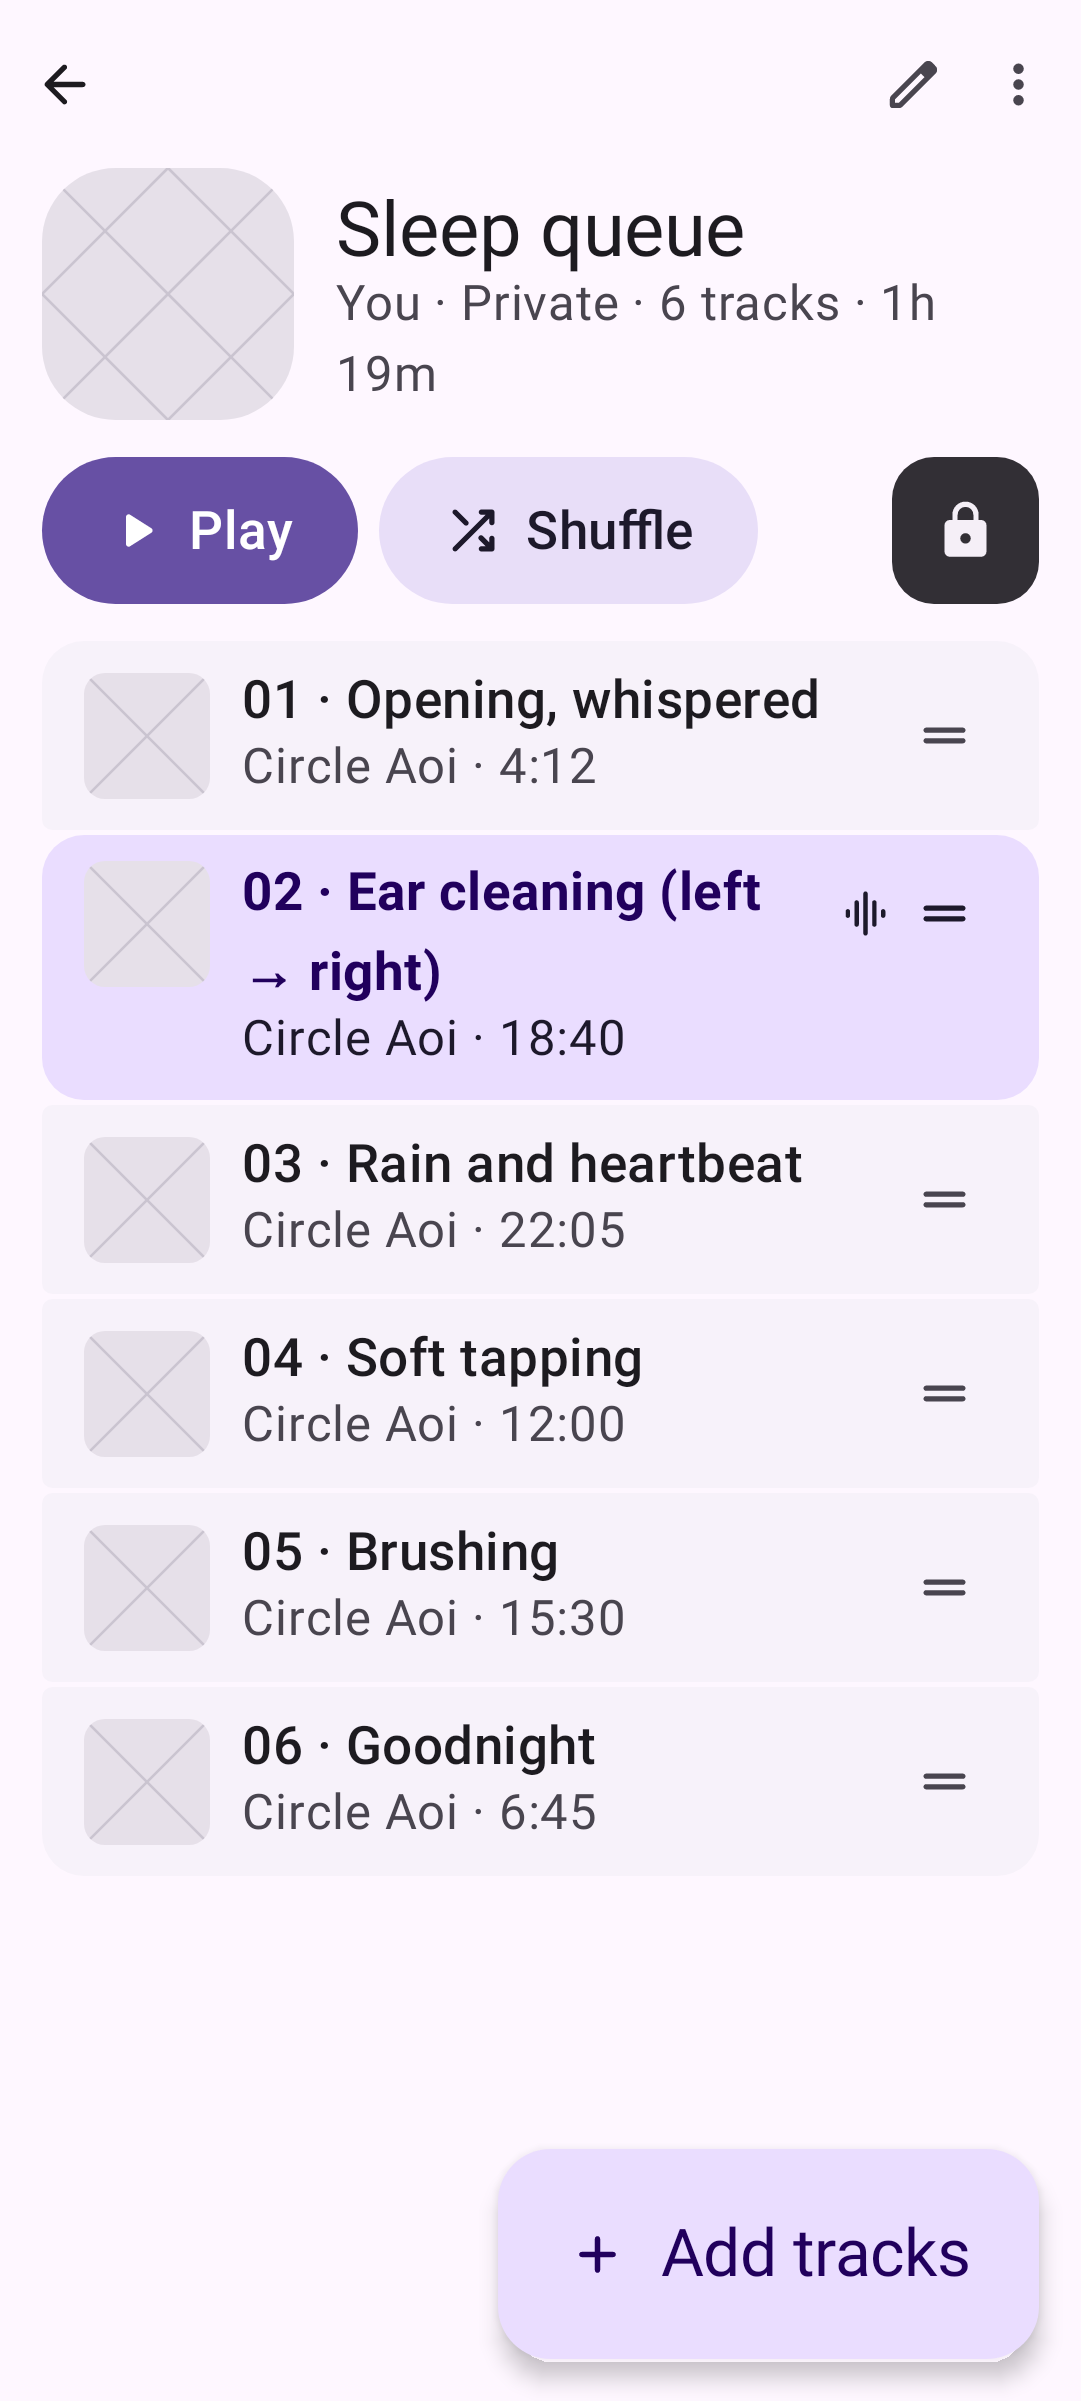 Sleep queue
You · Private · 6 tracks · 1h
19m
Play
Shuffle
01 · Opening, whispered
Circle Aoi · 4:12
02 · Ear cleaning (left
→ right)
Circle Aoi · 18:40
03 · Rain and heartbeat
Circle Aoi · 22:05
04 · Soft tapping
Circle Aoi · 12:00
05 · Brushing
Circle Aoi · 15:30
06 · Goodnight
Circle Aoi · 6:45
+ Add tracks